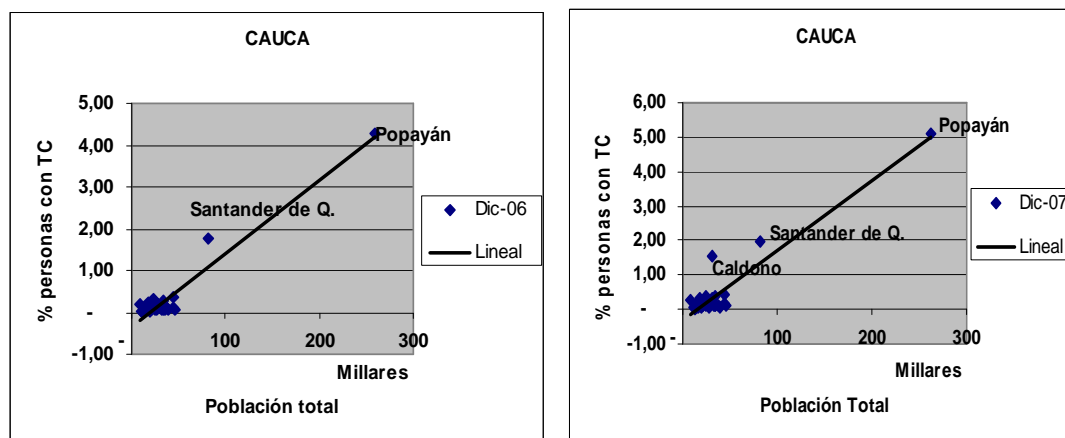 CAUCA
5,00
4,00
3,00
2,00
1,00
-
-1,00
% personas con TC
Popayán
Santander de Q.
-
100
200
300
Millares
Población total
Dic-06
Lineal
CAUCA
6,00
5,00
4,00
3,00
2,00
1,00
-
-1,00
% personas con TC
Popayán
Santander de Q.
Caldono
-
100
200
300
Millares
Población Total
Dic-07
Lineal